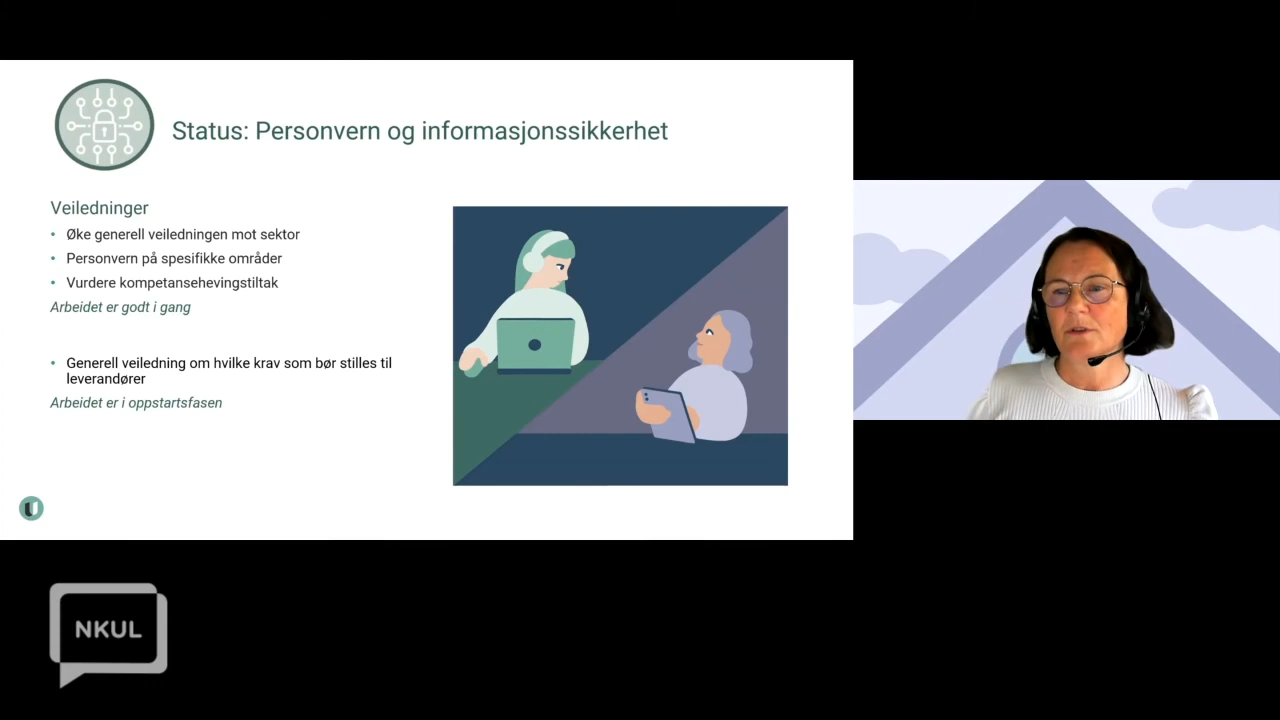 Status: Personvern og informasjonssikkerhet
Veiledninger
• Øke generell veiledningen mot sektor
• Personvern på spesifikke områder
• Vurdere kompetansehevingstiltak
Arbeidet er godt i gang
• Generell veiledning om hvilke krav som bør stilles til
leverandører
Arbeidet er i oppstartsfasen
NKUL